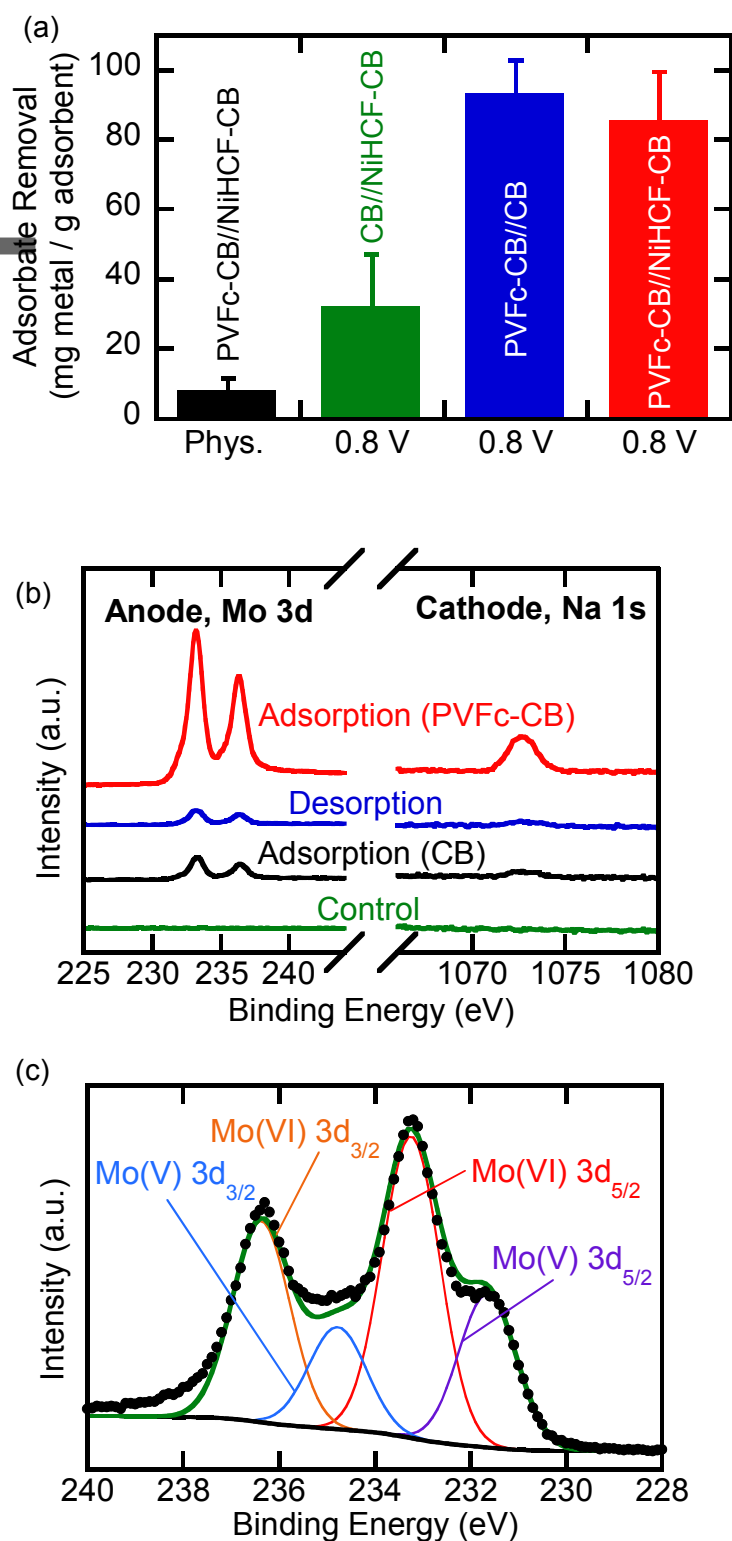 (a)
Adsorbate Removal
(mg metal / g adsorbent)
100
80
60
40
20
0
PVFc-CB//NiHCF-CB
CB//NiHCF-CB
PVFc-CB//CB
PVFc-CB//NiHCF-CB
Phys. 0.8 V 0.8 V 0.8 V
(b)
Anode, Mo 3d Cathode, Na 1s
Intensity (a.u.)
Adsorption (PVFc-CB)
Desorption
Adsorption (CB)
Control
225 230 235 240 1070 1075 1080
Binding Energy (eV)
(c)
Intensity (a.u.)
Mo(VI) 3d3/2
Mo(V) 3d3/2
Mo(VI) 3d5/2
Mo(V) 3d5/2
240 238 236 234 232 230 228
Binding Energy (eV)